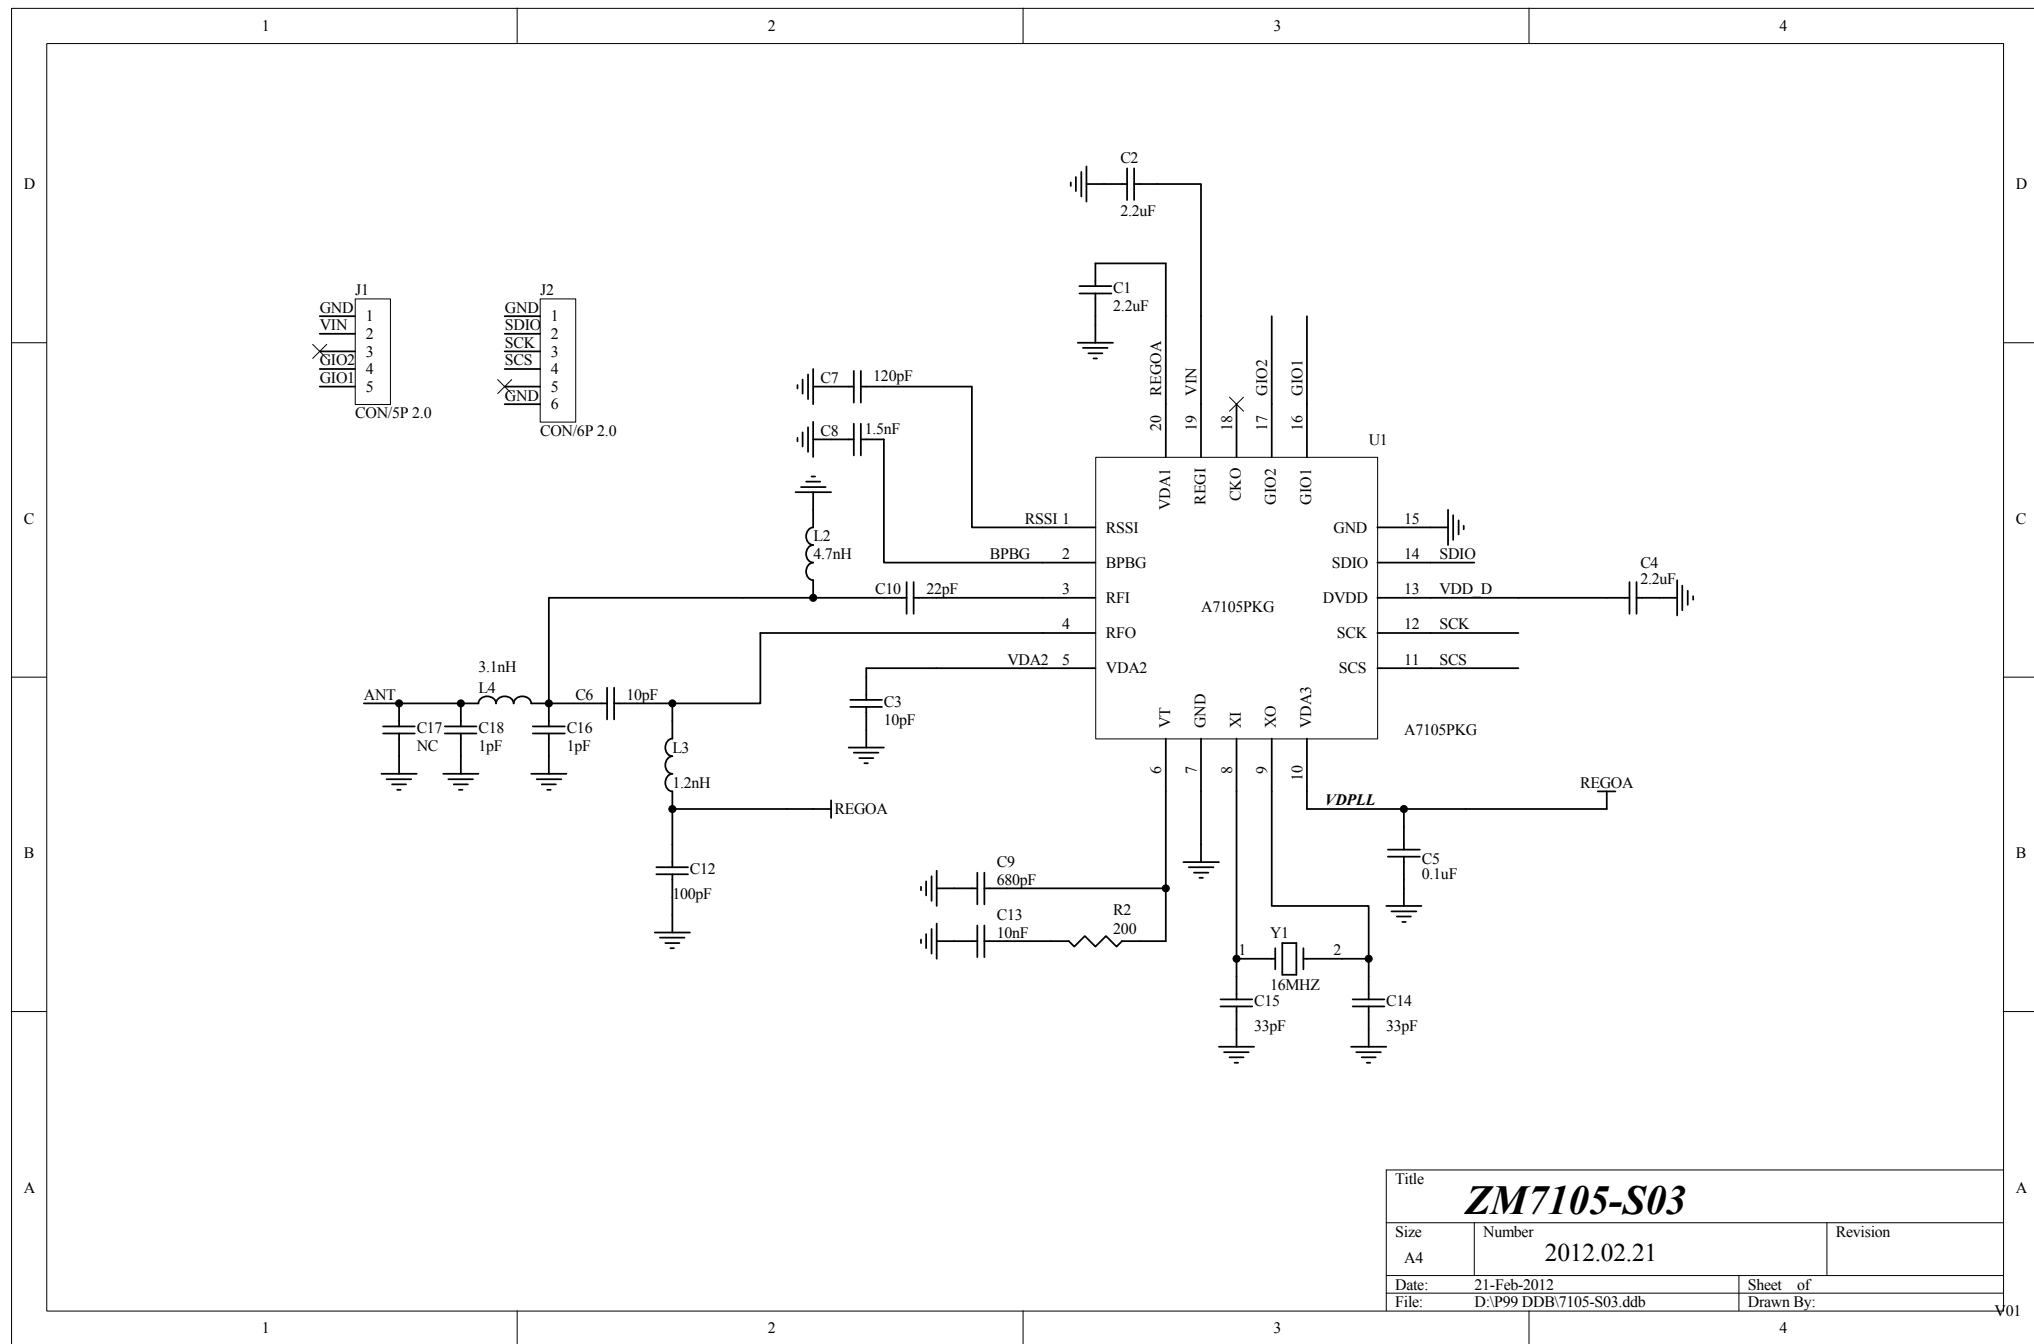 1 2 3 4
D D
C2
2.2uF
C1
2.2uF
J1
GND 1
VIN 2
3
GIO2 4
GIO1 5
CON/5P 2.0
J2
GND 1
SDIO 2
SCK 3
SCS 4
5
GND 6
CON/6P 2.0
REGOA VIN GIO2 GIO1
20 19 18 17 16
C7 120pF
C8 1.5nF
U1
VDA1 REGI CKO GIO2 GIO1
C C
RSSI 1 RSSI
BPBG 2 BPBG
3 RFI
4 RFO
VDA2 5 VDA2
GND 15
SDIO 14 SDIO
DVDD 13 VDD_D
SCK 12 SCK
SCS 11 SCS
A7105PKG
L2
4.7nH
C10 22pF
C4
2.2uF
3.1nH
L4
ANT
C6 10pF
C17
NC
C18
1pF
C16
1pF
C3
10pF
L3
1.2nH
REGOA
C12
100pF
VT GND XI XO VDA3
A7105PKG
6 7 8 9 10
VDPLL
REGOA
B B
C5
0.1uF
C9
680pF
C13
10nF
R2
200
Y1
1 2
16MHZ
C15
33pF
C14
33pF
A A
Title
ZM7105-S03
Size Number Revision
A4 2012.02.21
Date: 21-Feb-2012 Sheet of
File: D:\P99 DDB\7105-S03.ddb Drawn By:
V01
1 2 3 4